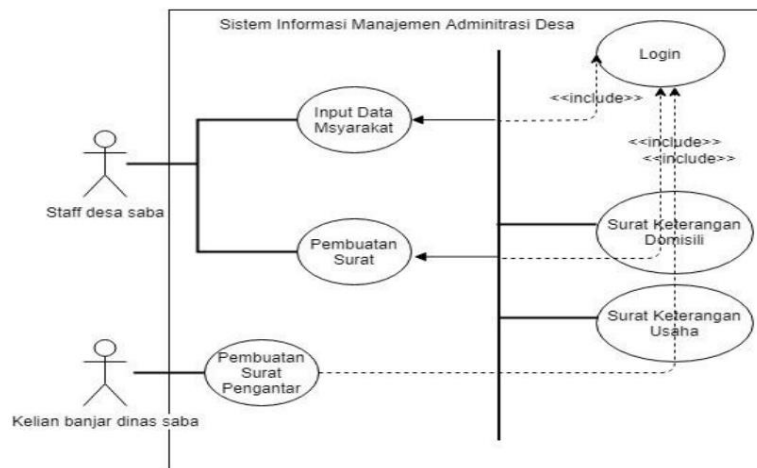 Sistem Informasi Manajemen Adminitrasi Desa
Login
<<include>>
Input Data
Msyarakat
<<include>>
<<include>>
Staff desa saba
Pembuatan
Surat
Surat Keterangan
Domisili
Surat Keterangan
Usaha
Pembuatan
Surat
Pengantar
Kelian banjar dinas saba